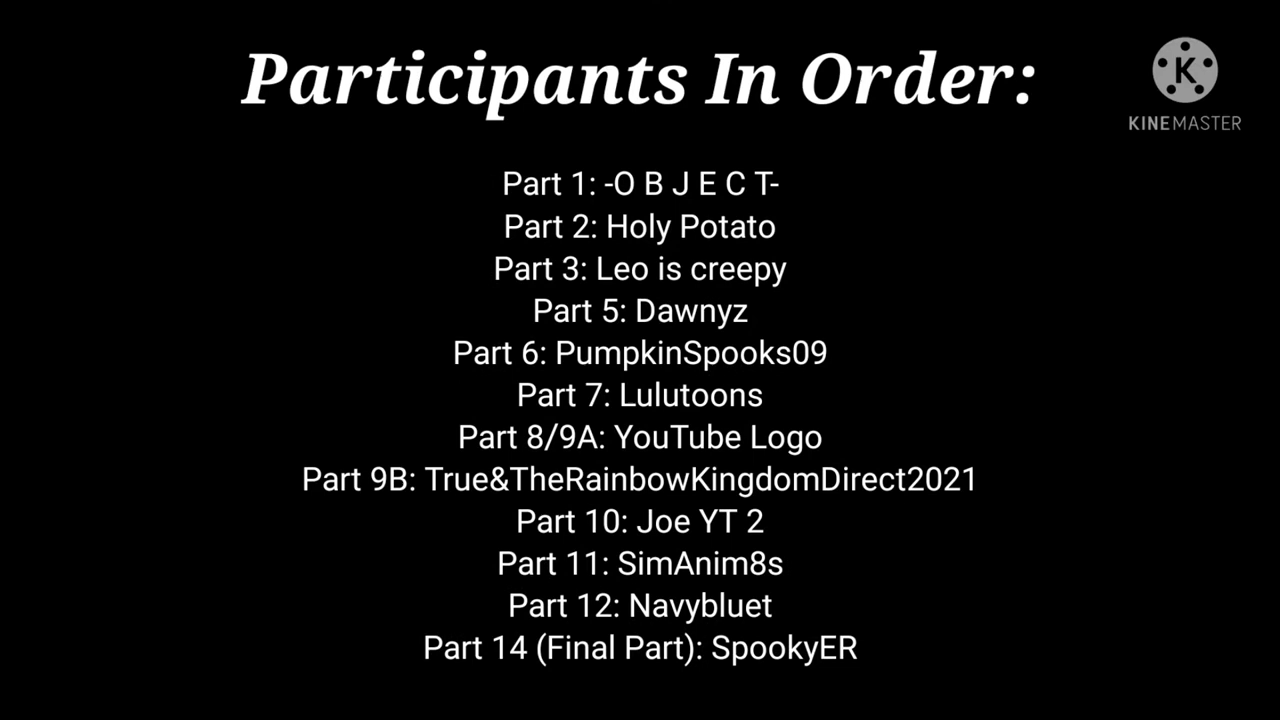 Participants In Order:
K
KINEMASTER
Part 1: -O B J E C T-
Part 2: Holy Potato
Part 3: Leo is creepy
Part 5: Dawnyz
Part 6: PumpkinSpooks09
Part 7: Lulutoons
Part 8/9A: YouTube Logo
Part 9B: True&TheRainbowKingdomDirect2021
Part 10: Joe YT 2
Part 11: SimAnim8s
Part 12: Navybluet
Part 14 (Final Part): SpookyER